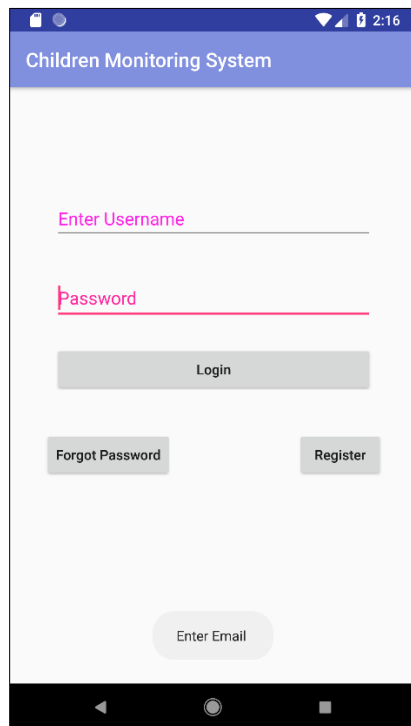 2:16
Children Monitoring System
Enter Username
Password
Login
Forgot Password
Register
Enter Email